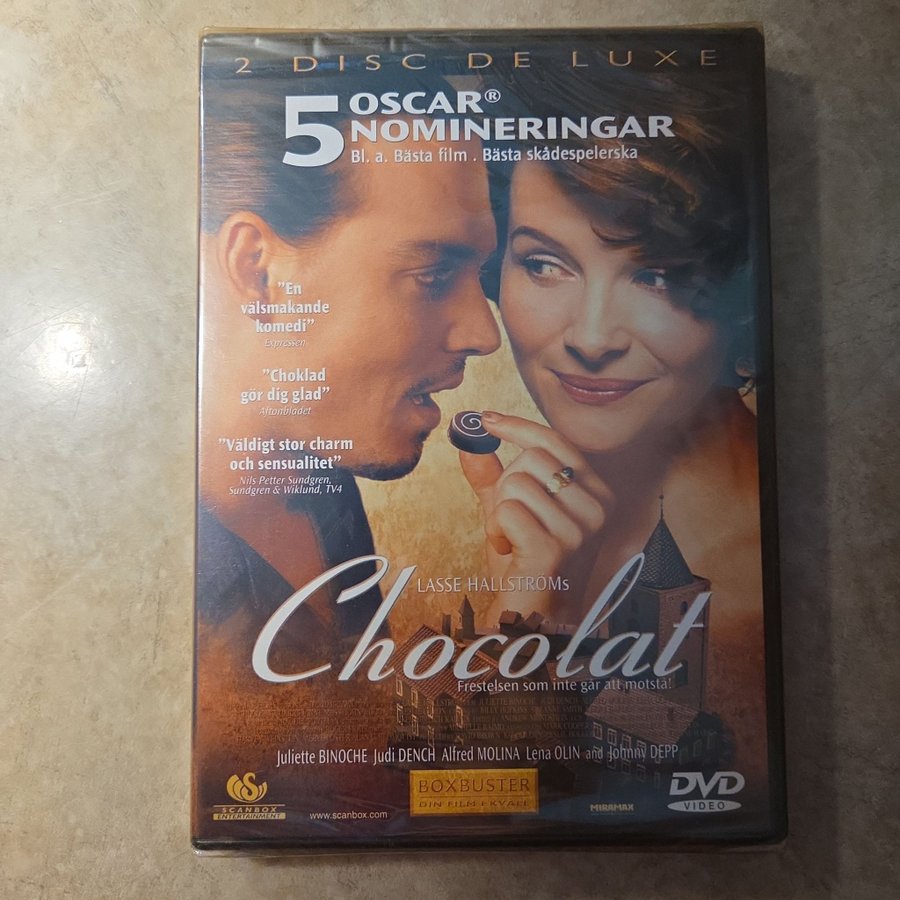 2 DISC DE LUXE
5 OSCAR®
NOMINERINGAR
Bl. a. Bästa film . Bästa skådespelerska
"En
välsmakande
komedi"
Expressen
"Choklad
gör dig glad"
Aftonbladet
"Väldigt stor charm
och sensualitet"
Nils Petter Sundgren,
Sundgren & Wiklund, TV4
LASSE HALLSTRÖMs
Chocolat
Frestelsen som inte går att motstå!
Juliette BINOCHE Judi DENCH Alfred MOLINA Lena OLIN and Johnny DEPP
S
SCANBOX
ENTERTAINMENT
www.scanbox.com
BOXBUSTER
DIN FILM I KVÄLL
MIRAMAX
DVD
VIDEO